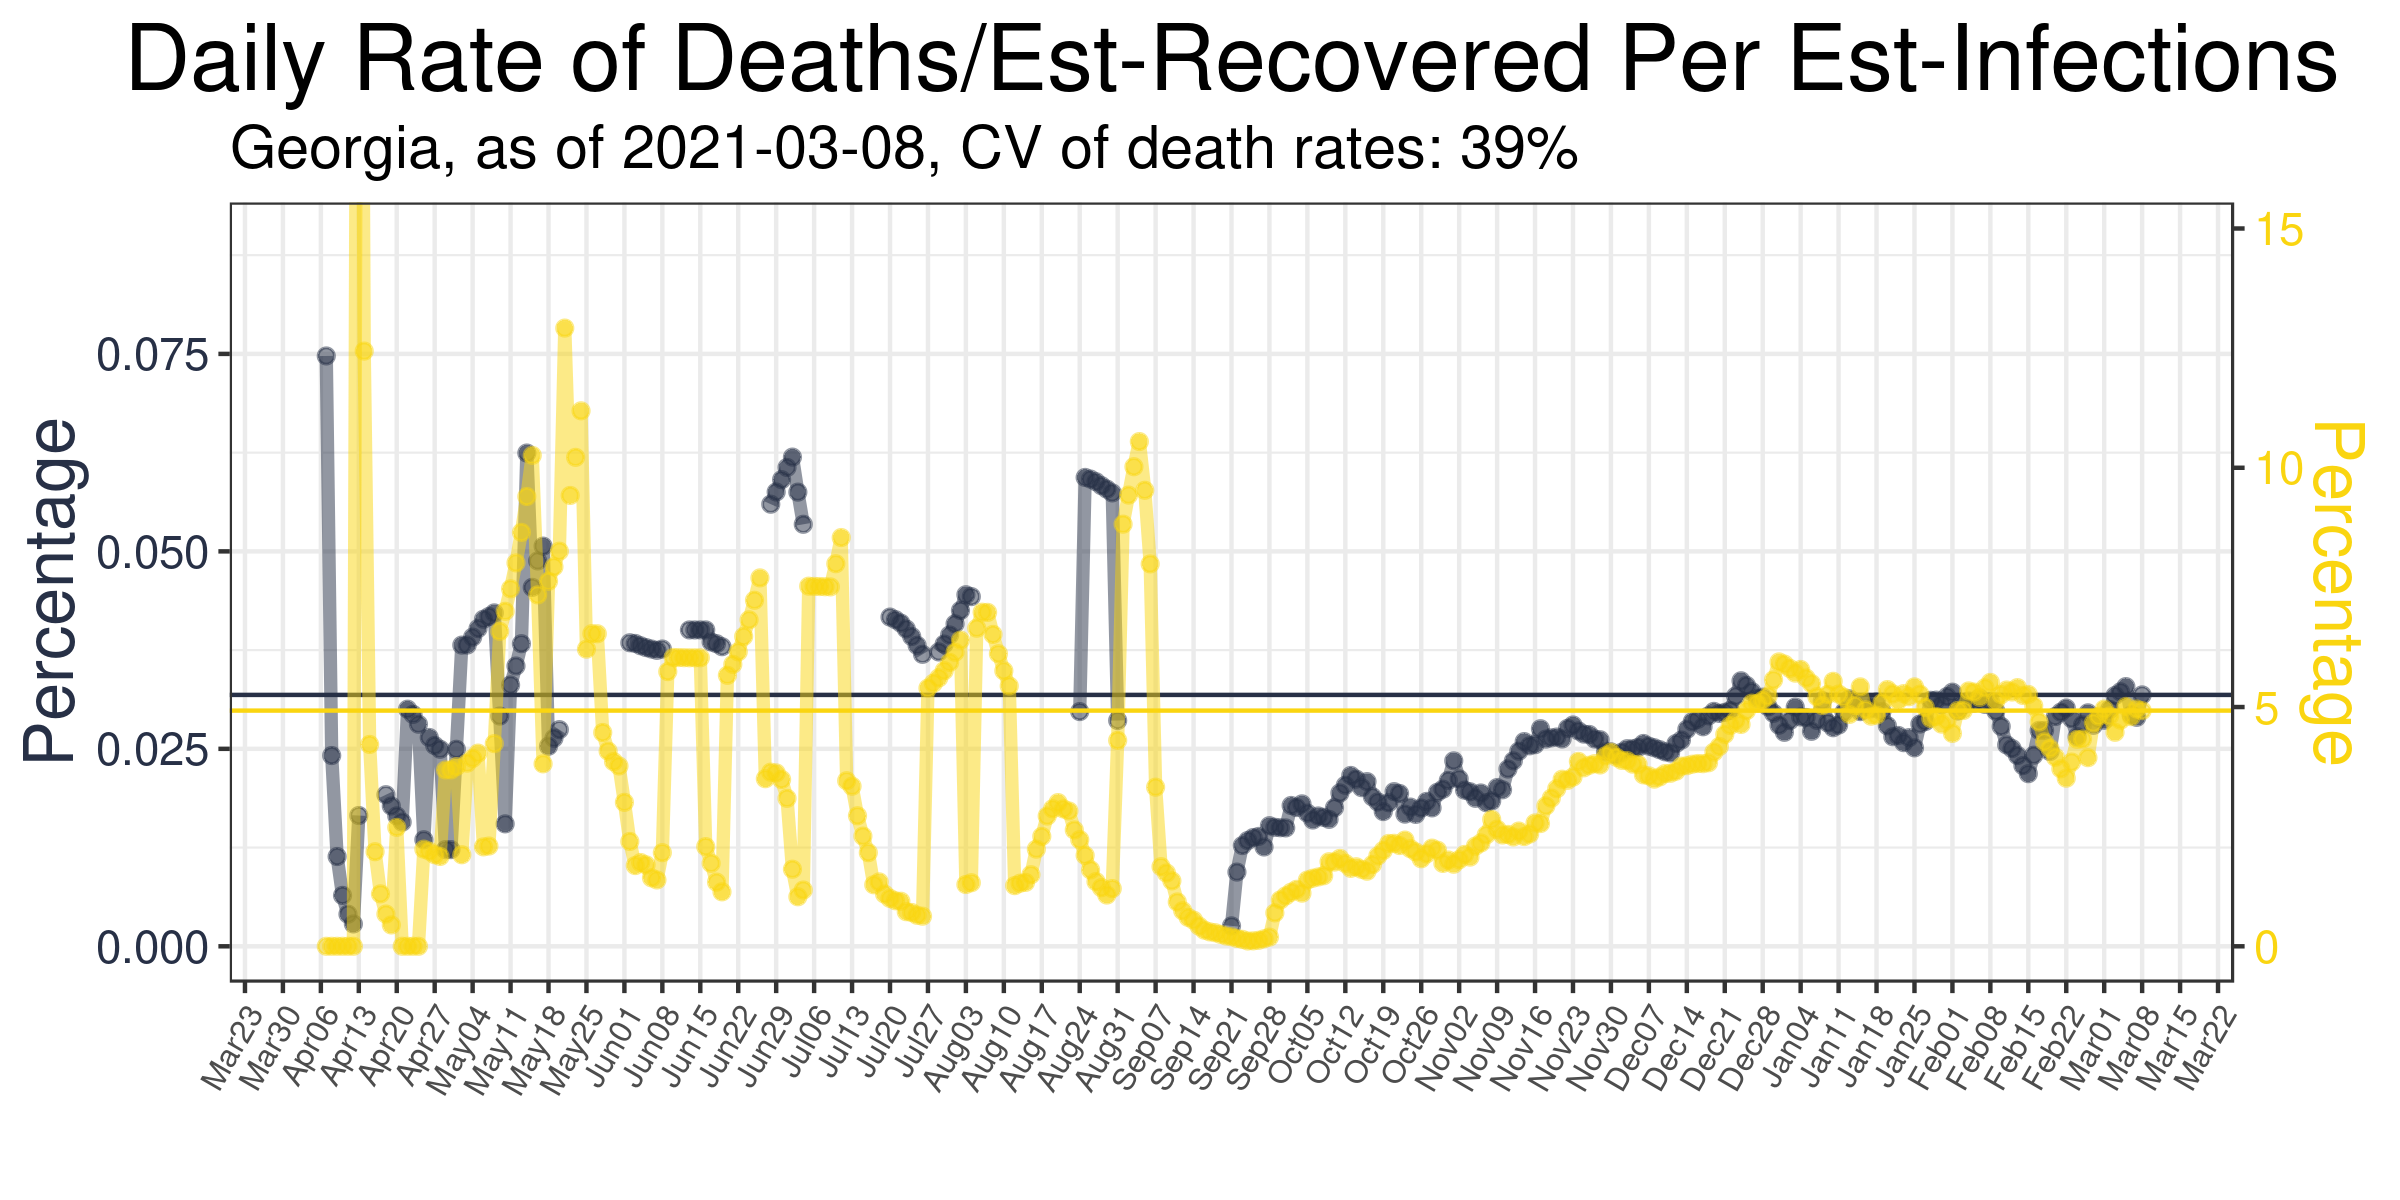 Daily Rate of Deaths/Est-Recovered Per Est-Infections
Georgia, as of 2021-03-08, CV of death rates: 39%
Percentage
0.075
0.050
0.025
0.000
15
10
5
0
Percentage
Mar23
Mar30
Apr06
Apr13
Apr20
Apr27
May04
May11
May18
May25
Jun01
Jun08
Jun15
Jun22
Jun29
Jul06
Jul13
Jul20
Jul27
Aug03
Aug10
Aug17
Aug24
Aug31
Sep07
Sep14
Sep21
Sep28
Oct05
Oct12
Oct19
Oct26
Nov02
Nov09
Nov16
Nov23
Nov30
Dec07
Dec14
Dec21
Dec28
Jan04
Jan11
Jan18
Jan25
Feb01
Feb08
Feb15
Feb22
Mar01
Mar08
Mar15
Mar22